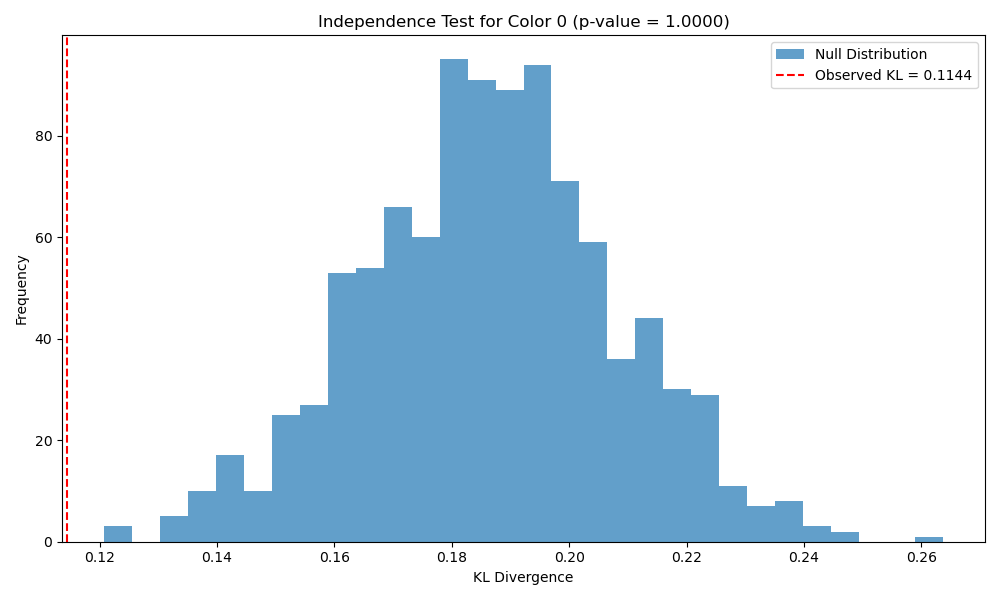 Independence Test for Color 0 (p-value = 1.0000)
Null Distribution
Observed KL = 0.1144
Frequency
80
60
40
20
0
0.12 0.14 0.16 0.18 0.20 0.22 0.24 0.26
KL Divergence